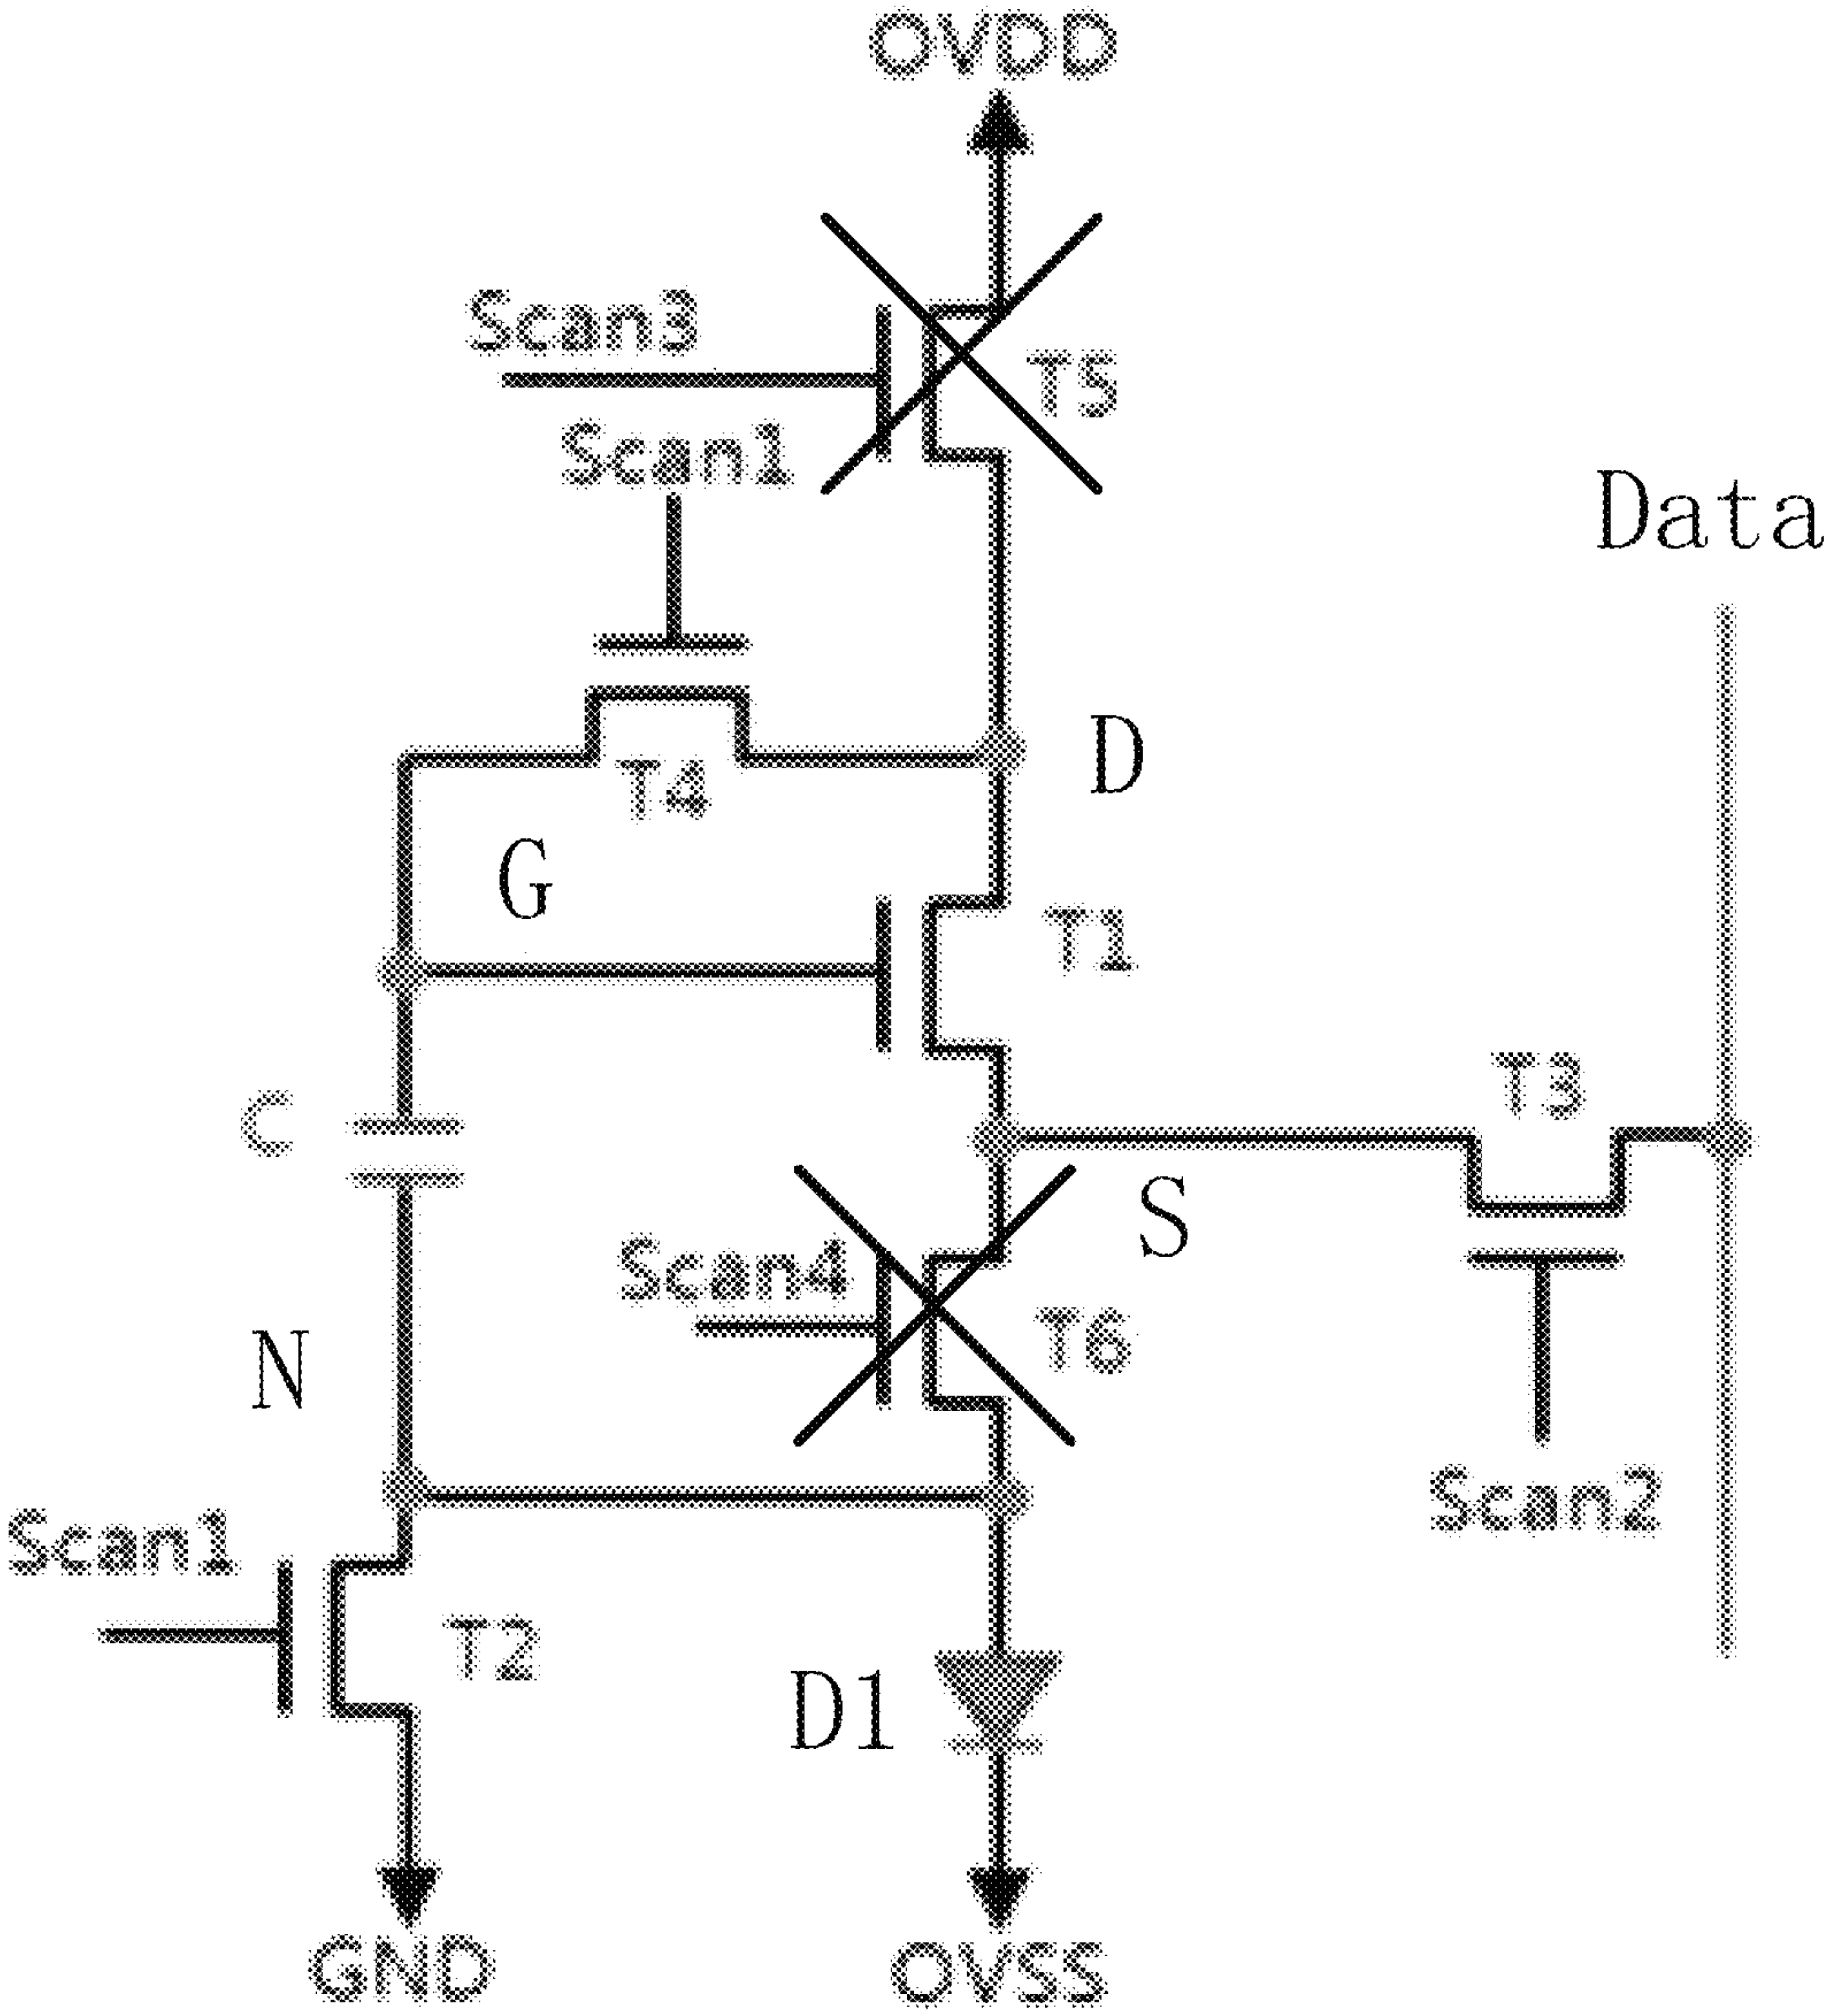 OVDD
Scan3
T5
Scan1
Data
D
T4
G
T1
T3
C
S
Scan4
T6
N
Scan2
Scan1
T2
D1
GND
OVSS